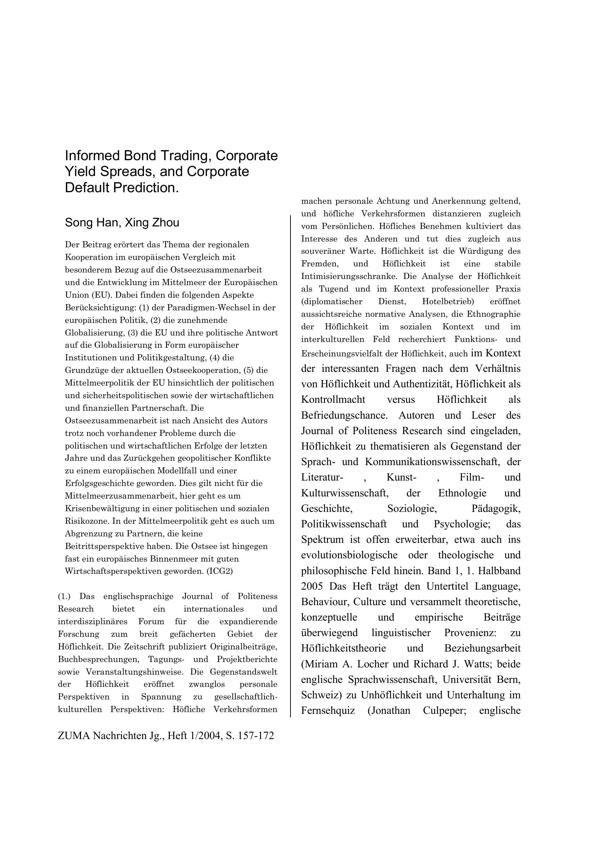 Informed Bond Trading, Corporate
Yield Spreads, and Corporate
Default Prediction.
Song Han, Xing Zhou
Der Beitrag erörtert das Thema der regionalen
Kooperation im europäischen Vergleich mit
besonderem Bezug auf die Ostseezusammenarbeit
und die Entwicklung im Mittelmeer der Europäischen
Union (EU). Dabei finden die folgenden Aspekte
Berücksichtigung: (1) der Paradigmen-Wechsel in der
europäischen Politik, (2) die zunehmende
Globalisierung, (3) die EU und ihre politische Antwort
auf die Globalisierung in Form europäischer
Institutionen und Politikgestaltung, (4) die
Grundzüge der aktuellen Ostseekooperation, (5) die
Mittelmeerpolitik der EU hinsichtlich der politischen
und sicherheitspolitischen sowie der wirtschaftlichen
und finanziellen Partnerschaft. Die
Ostseezusammenarbeit ist nach Ansicht des Autors
trotz noch vorhandener Probleme durch die
politischen und wirtschaftlichen Erfolge der letzten
Jahre und das Zurückgehen geopolitischer Konflikte
zu einem europäischen Modellfall und einer
Erfolgsgeschichte geworden. Dies gilt nicht für die
Mittelmeerzusammenarbeit, hier geht es um
Krisenbewältigung in einer politischen und sozialen
Risikozone. In der Mittelmeerpolitik geht es auch um
Abgrenzung zu Partnern, die keine
Beitrittsperspektive haben. Die Ostsee ist hingegen
fast ein europäisches Binnenmeer mit guten
Wirtschaftsperspektiven geworden. (ICG2)
(1.) Das englischsprachige Journal of Politeness
Research bietet ein internationales und
interdisziplinäres Forum für die expandierende
Forschung zum breit gefächerten Gebiet der
Höflichkeit. Die Zeitschrift publiziert Originalbeiträge,
Buchbesprechungen, Tagungs- und Projektberichte
sowie Veranstaltungshinweise. Die Gegenstandswelt
der Höflichkeit eröffnet zwanglos personale
Perspektiven in Spannung zu gesellschaftlich-
kulturellen Perspektiven: Höfliche Verkehrsformen
machen personale Achtung und Anerkennung geltend,
und höfliche Verkehrsformen distanzieren zugleich
vom Persönlichen. Höfliches Benehmen kultiviert das
Interesse des Anderen und tut dies zugleich aus
souveräner Warte. Höflichkeit ist die Würdigung des
Fremden, und Höflichkeit ist eine stabile
Intimisierungsschranke. Die Analyse der Höflichkeit
als Tugend und im Kontext professioneller Praxis
(diplomatischer Dienst, Hotelbetrieb) eröffnet
aussichtsreiche normative Analysen, die Ethnographie
der Höflichkeit im sozialen Kontext und im
interkulturellen Feld recherchiert Funktions- und
Erscheinungsvielfalt der Höflichkeit, auch im Kontext
der interessanten Fragen nach dem Verhältnis
von Höflichkeit und Authentizität, Höflichkeit als
Kontrollmacht versus Höflichkeit als
Befriedungschance. Autoren und Leser des
Journal of Politeness Research sind eingeladen,
Höflichkeit zu thematisieren als Gegenstand der
Sprach- und Kommunikationswissenschaft, der
Literatur- , Kunst- , Film- und
Kulturwissenschaft, der Ethnologie und
Geschichte, Soziologie, Pädagogik,
Politikwissenschaft und Psychologie; das
Spektrum ist offen erweiterbar, etwa auch ins
evolutionsbiologische oder theologische und
philosophische Feld hinein. Band 1, 1. Halbband
2005 Das Heft trägt den Untertitel Language,
Behaviour, Culture und versammelt theoretische,
konzeptuelle und empirische Beiträge
überwiegend linguistischer Provenienz: zu
Höflichkeitstheorie und Beziehungsarbeit
(Miriam A. Locher und Richard J. Watts; beide
englische Sprachwissenschaft, Universität Bern,
Schweiz) zu Unhöflichkeit und Unterhaltung im
Fernsehquiz (Jonathan Culpeper; englische
ZUMA Nachrichten Jg., Heft 1/2004, S. 157-172